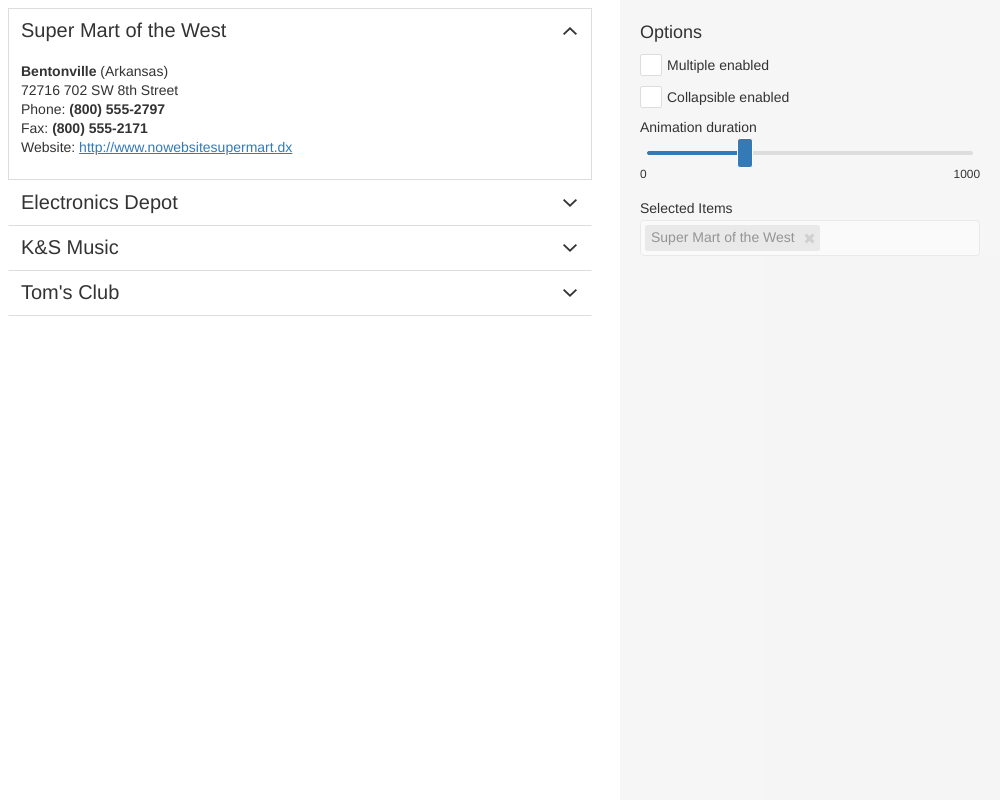 Super Mart of the West
Bentonville (Arkansas)
72716 702 SW 8th Street
Phone: (800) 555-2797
Fax: (800) 555-2171
Website: http://www.nowebsitesupermart.dx
Electronics Depot
K&S Music
Tom's Club
Options
Multiple enabled
Collapsible enabled
Animation duration
0 1000
Selected Items
Super Mart of the West